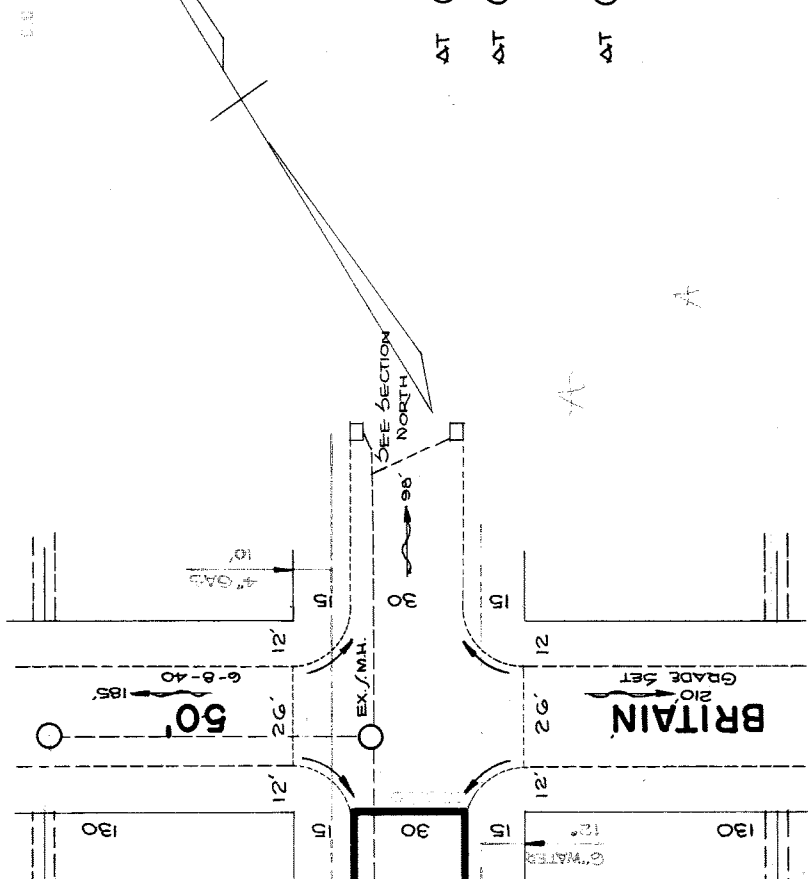 ΔT
ΔT
ΔT
A
A
SEE SECTION
NORTH
98'
4" GAS
10'
15
30
15
12'
12
EX. M.H.
6-8-40
185'
50'
26'
26'
210'
GRADE SET
BRITAIN
12'
12'
130
15
30
15
130
6" WATER
12'